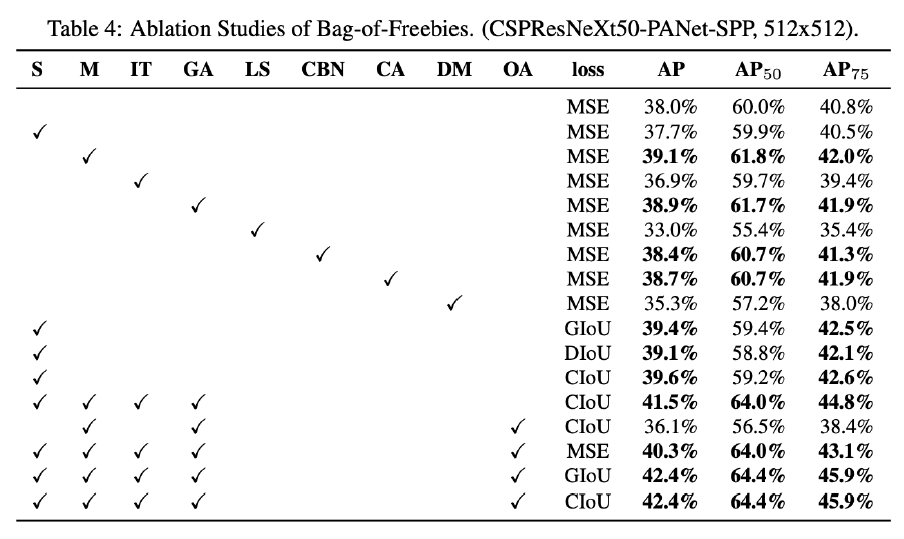 Table 4: Ablation Studies of Bag-of-Freebies. (CSPResNeXt50-PANet-SPP, 512x512).
S M IT GA LS CBN CA DM OA loss AP AP50 AP75
MSE 38.0% 60.0% 40.8%
✓ MSE 37.7% 59.9% 40.5%
✓ MSE 39.1% 61.8% 42.0%
✓ MSE 36.9% 59.7% 39.4%
✓ MSE 38.9% 61.7% 41.9%
✓ MSE 33.0% 55.4% 35.4%
✓ MSE 38.4% 60.7% 41.3%
✓ MSE 38.7% 60.7% 41.9%
✓ MSE 35.3% 57.2% 38.0%
✓ GIoU 39.4% 59.4% 42.5%
✓ DIoU 39.1% 58.8% 42.1%
✓ CIoU 39.6% 59.2% 42.6%
✓ ✓ ✓ ✓ CIoU 41.5% 64.0% 44.8%
✓ ✓ ✓ CIoU 36.1% 56.5% 38.4%
✓ ✓ ✓ ✓ ✓ MSE 40.3% 64.0% 43.1%
✓ ✓ ✓ ✓ ✓ GIoU 42.4% 64.4% 45.9%
✓ ✓ ✓ ✓ ✓ CIoU 42.4% 64.4% 45.9%